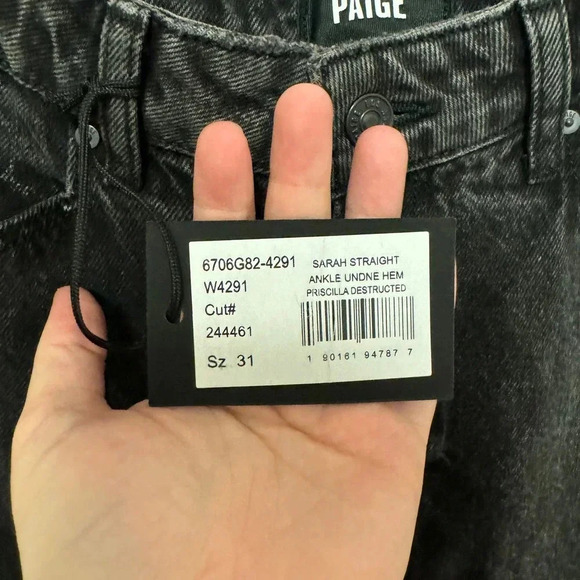 PAIGE
6706G82-4291
W4291
Cut#
244461
Sz 31
SARAH STRAIGHT
ANKLE UNDNE HEM
PRISCILLA DESTRUCTED
1 90161 94787 7